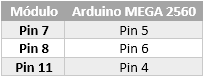 Módulo Arduino MEGA 2560
Pin 7 Pin 5
Pin 8 Pin 6
Pin 11 Pin 4